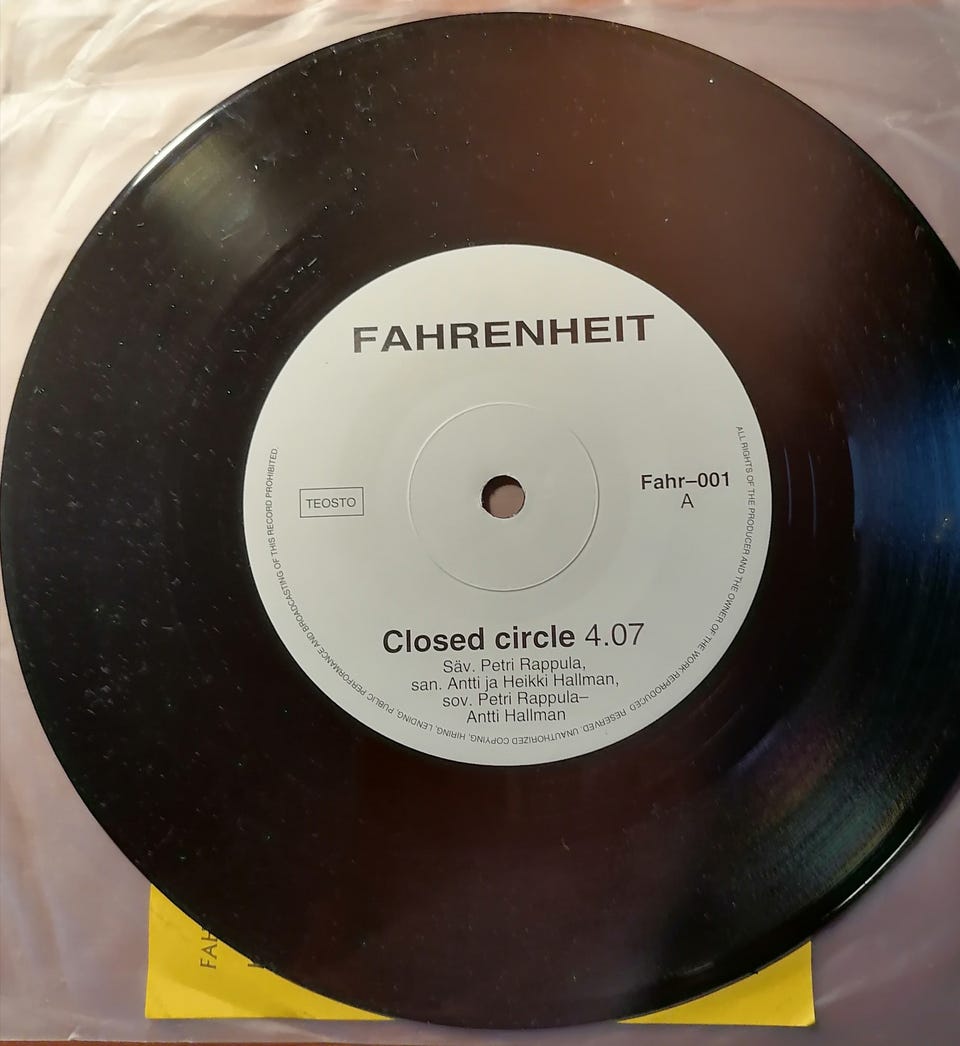 FAHRENHEIT
TEOSTO
Fahr–001
A
Closed circle 4.07
Säv. Petri Rappula,
san. Antti ja Heikki Hallman,
sov. Petri Rappula–
Antti Hallman
ALL RIGHTS OF THE PRODUCER AND THE OWNER OF THE WORK REPRODUCED RESERVED. UNAUTHORIZED COPYING, HIRING, LENDING, PUBLIC PERFORMANCE AND BROADCASTING OF THIS RECORD PROHIBITED.
FAH